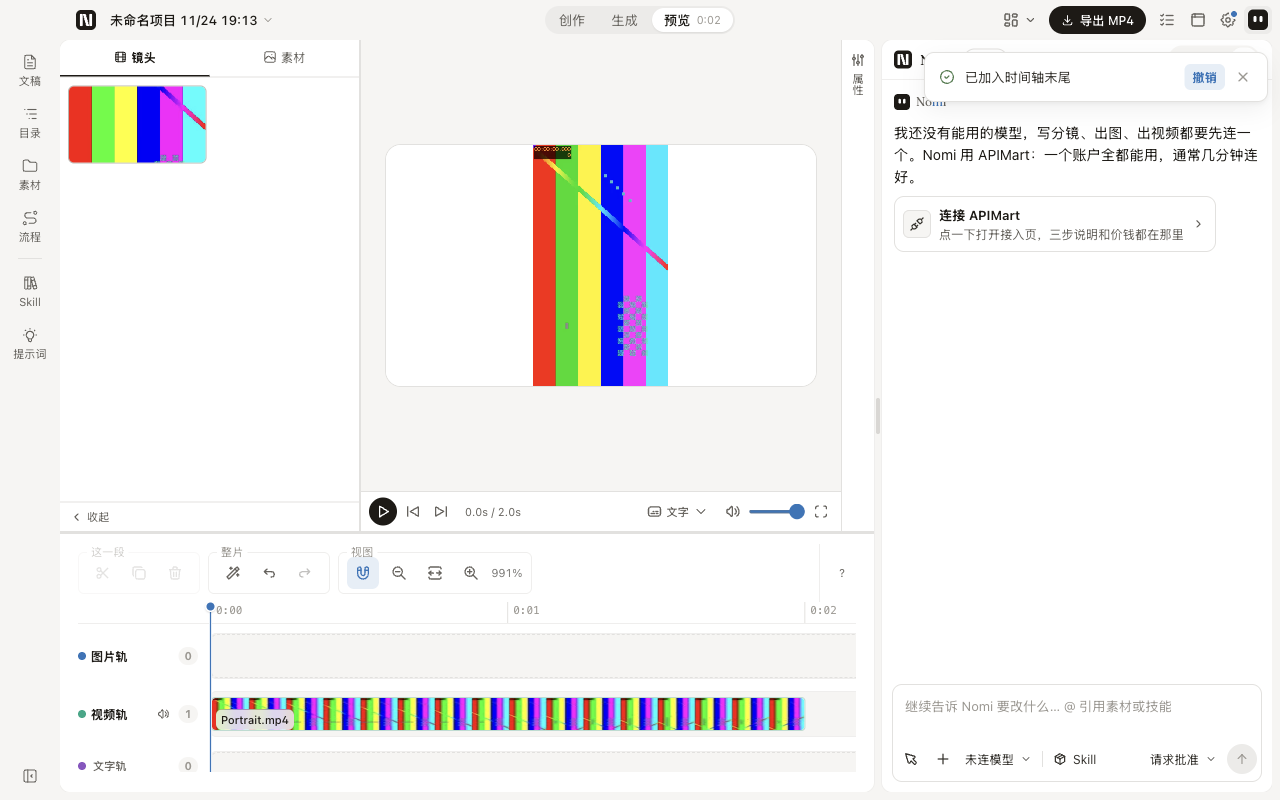 未命名项目 11/24 19:13
创作
生成
预览 0:02
导出 MP4
文稿
目录
素材
流程
Skill
提示词
镜头
素材
收起
属性
0.0s / 2.0s
文字
已加入时间轴末尾
撤销
Nomi
我还没有能用的模型，写分镜、出图、出视频都要先连一
个。Nomi 用 APIMart：一个账户全都能用，通常几分钟连
好。
连接 APIMart
点一下打开接入页，三步说明和价钱都在那里
这一段
整片
视图
991%
?
0:00
0:01
0:02
图片轨
0
视频轨
1
Portrait.mp4
文字轨
0
继续告诉 Nomi 要改什么... @ 引用素材或技能
未连模型
Skill
请求批准